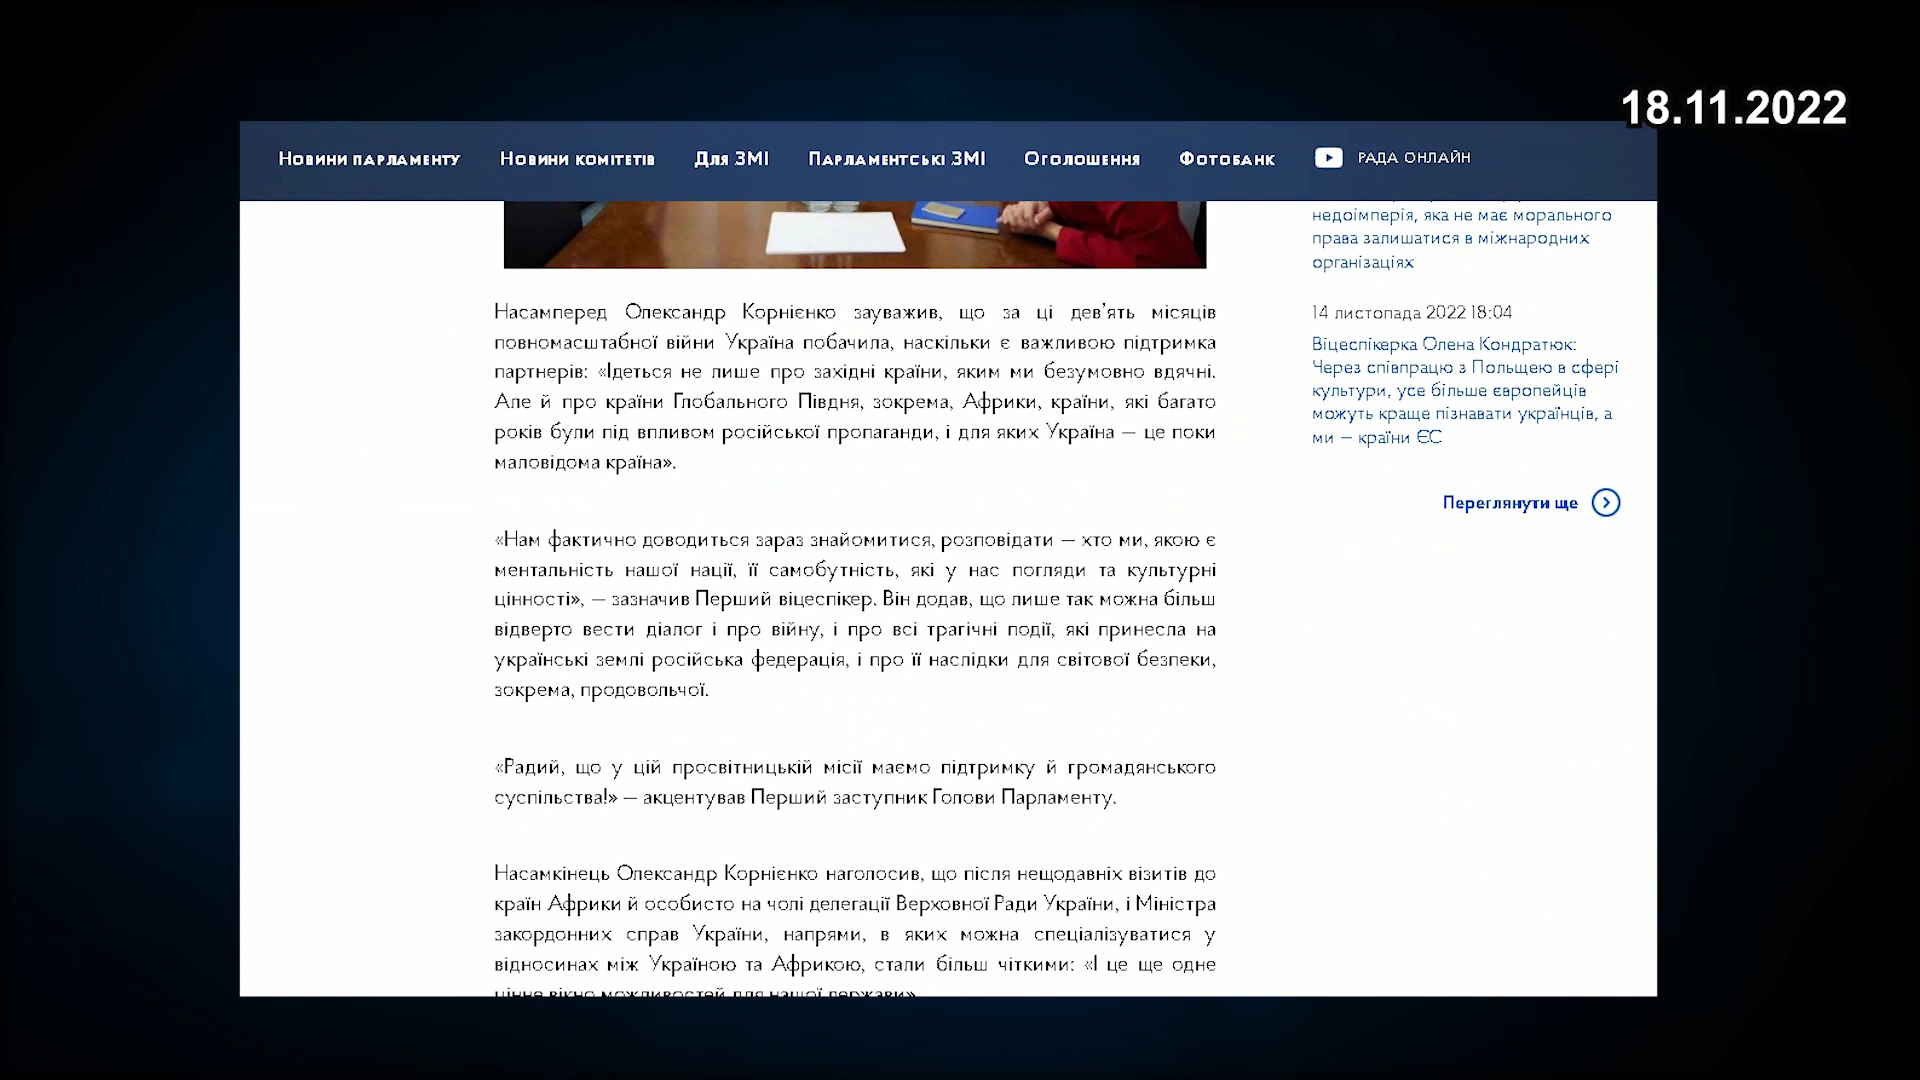 18.11.2022
Новини парламенту Новини комітетів Для ЗМІ Парламентські ЗМІ Оголошення Фотобанк РАДА ОНЛАЙН
Насамперед Олександр Корнієнко зауважив, що за ці дев’ять місяців
повномасштабної війни Україна побачила, наскільки є важливою підтримка
партнерів: «Ідеться не лише про західні країни, яким ми безумовно вдячні.
Але й про країни Глобального Півдня, зокрема, Африки, країни, які багато
років були під впливом російської пропаганди, і для яких Україна – це поки
маловідома країна».
«Нам фактично доводиться зараз знайомитися, розповідати – хто ми, якою є
ментальність нашої нації, її самобутність, які у нас погляди та культурні
цінності», – зазначив Перший віцеспікер. Він додав, що лише так можна більш
відверто вести діалог і про війну, і про всі трагічні події, які принесла на
українські землі російська федерація, і про її наслідки для світової безпеки,
зокрема, продовольчої.
«Радий, що у цій просвітницькій місії маємо підтримку й громадянського
суспільства!» – акцентував Перший заступник Голови Парламенту.
Насамкінець Олександр Корнієнко наголосив, що після нещодавніх візитів до
країн Африки й особисто на чолі делегації Верховної Ради України, і Міністра
закордонних справ України, напрями, в яких можна спеціалізуватися у
відносинах між Україною та Африкою, стали більш чіткими: «І це ще одне
цінне вікно можливостей для нашої держави».
недоімперія, яка не має морального
права залишатися в міжнародних
організаціях
14 листопада 2022 18:04
Віцеспікерка Олена Кондратюк:
Через співпрацю з Польщею в сфері
культури, усе більше європейців
можуть краще пізнавати українців, а
ми – країни ЄС
Переглянути ще